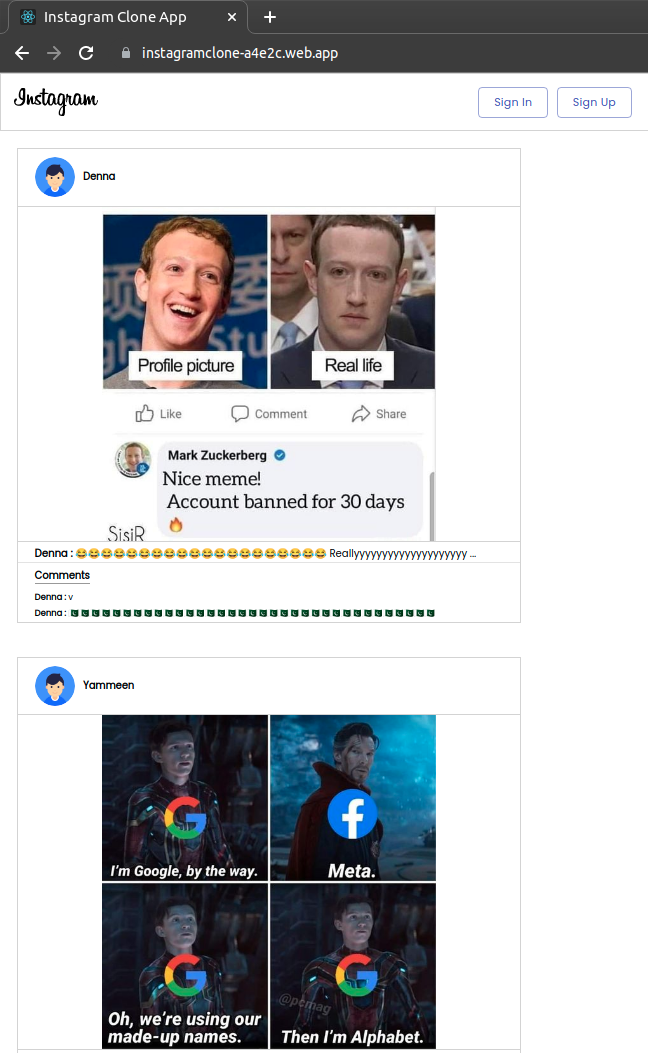 Instagram Clone App
instagramclone-a4e2c.web.app
Instagram
Sign In
Sign Up
Denna
Profile picture
Real life
Like
Comment
Share
Mark Zuckerberg
Nice meme!
Account banned for 30 days
🔥
SisiR
Denna : 😂😂😂😂😂😂😂😂😂😂😂😂😂😂😂😂😂😂😂😂 Reallyyyyyyyyyyyyyyyyyyyy ...
Comments
Denna : v
Denna : 🇵🇰🇵🇰🇵🇰🇵🇰🇵🇰🇵🇰🇵🇰🇵🇰🇵🇰🇵🇰🇵🇰🇵🇰🇵🇰🇵🇰🇵🇰🇵🇰🇵🇰🇵🇰🇵🇰🇵🇰🇵🇰🇵🇰🇵🇰🇵🇰🇵🇰🇵🇰🇵🇰🇵🇰🇵🇰🇵🇰🇵🇰🇵🇰🇵🇰🇵🇰🇵🇰
Yammeen
I'm Google, by the way.
Meta.
Oh, we're using our
made-up names.
@pcmag
Then I'm Alphabet.